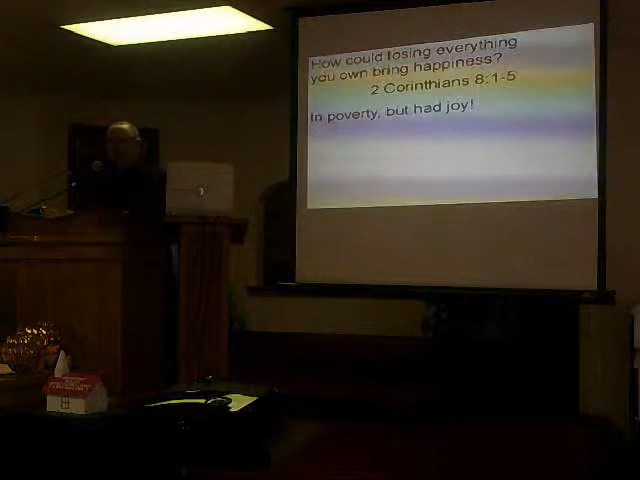 How could losing everything
you own bring happiness?
2 Corinthians 8:1-5
In poverty, but had joy!